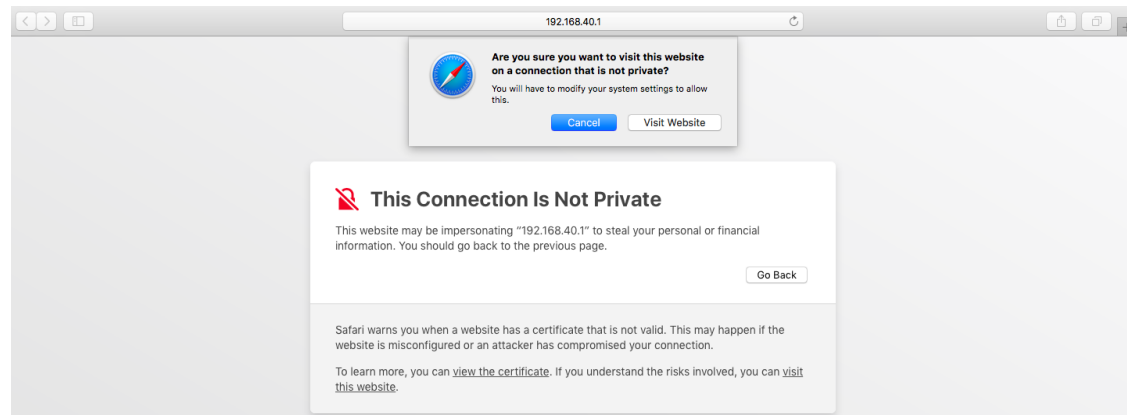 192.168.40.1
Are you sure you want to visit this website
on a connection that is not private?
You will have to modify your system settings to allow
this.
Cancel
Visit Website
This Connection Is Not Private
This website may be impersonating “192.168.40.1” to steal your personal or financial
information. You should go back to the previous page.
Go Back
Safari warns you when a website has a certificate that is not valid. This may happen if the
website is misconfigured or an attacker has compromised your connection.
To learn more, you can view the certificate. If you understand the risks involved, you can visit
this website.